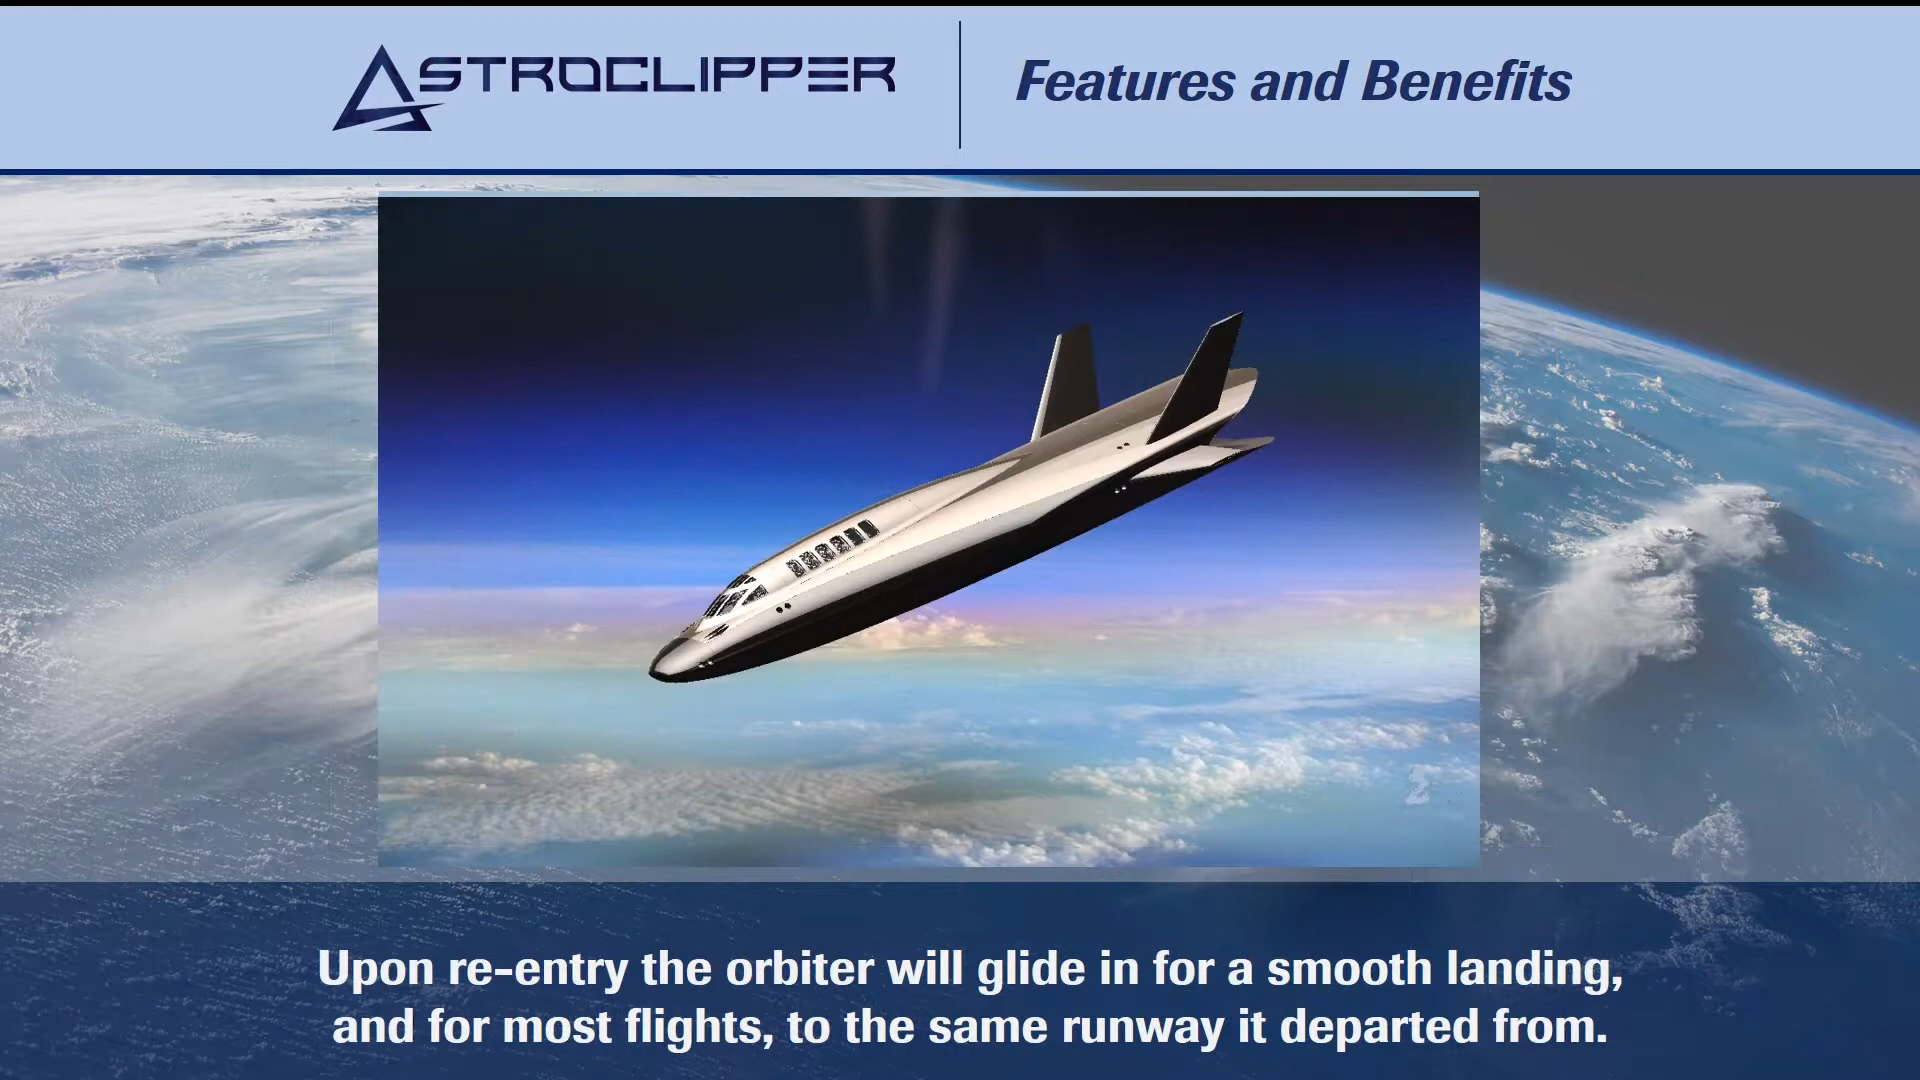 ASTROCLIPPER
Features and Benefits
Upon re-entry the orbiter will glide in for a smooth landing,
and for most flights, to the same runway it departed from.